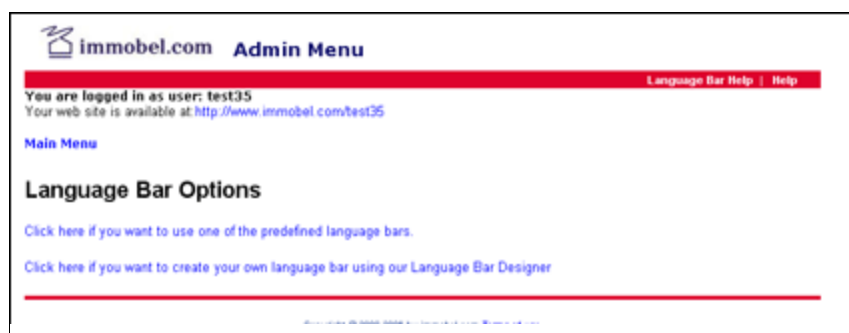 immobel.com Admin Menu
Language Bar Help | Help
You are logged in as user: test35
Your web site is available at:http://www.immobel.com/test35
Main Menu
Language Bar Options
Click here if you want to use one of the predefined language bars.
Click here if you want to create your own language bar using our Language Bar Designer